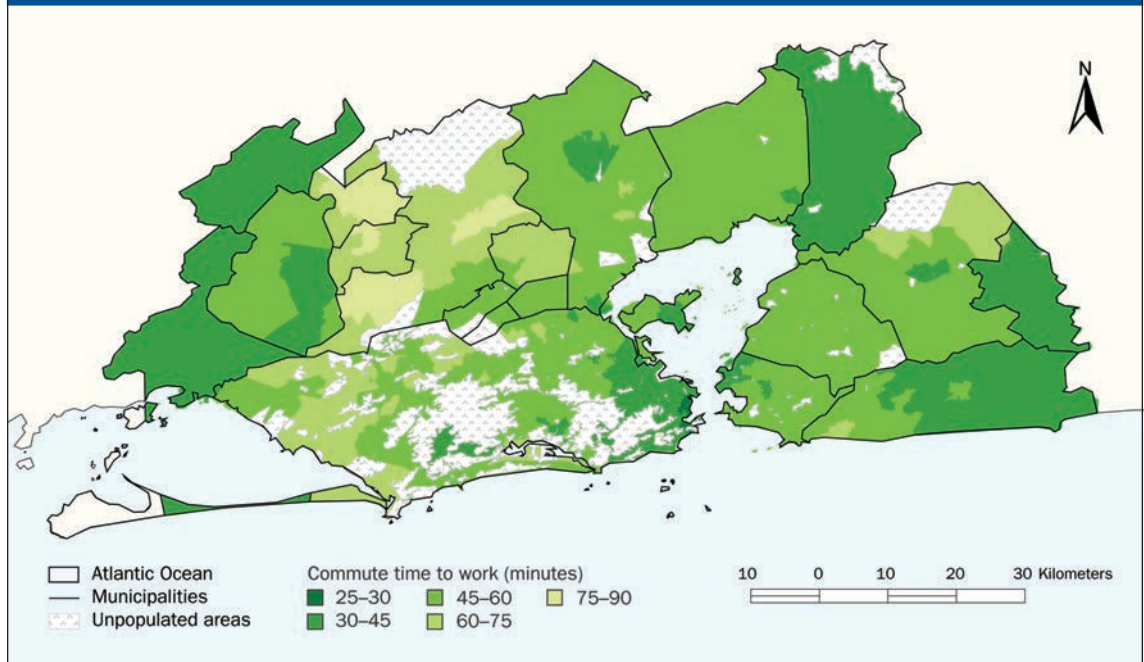 N
Atlantic Ocean
Municipalities
Unpopulated areas
Commute time to work (minutes)
25–30 45–60 75–90
30–45 60–75
10 0 10 20 30 Kilometers